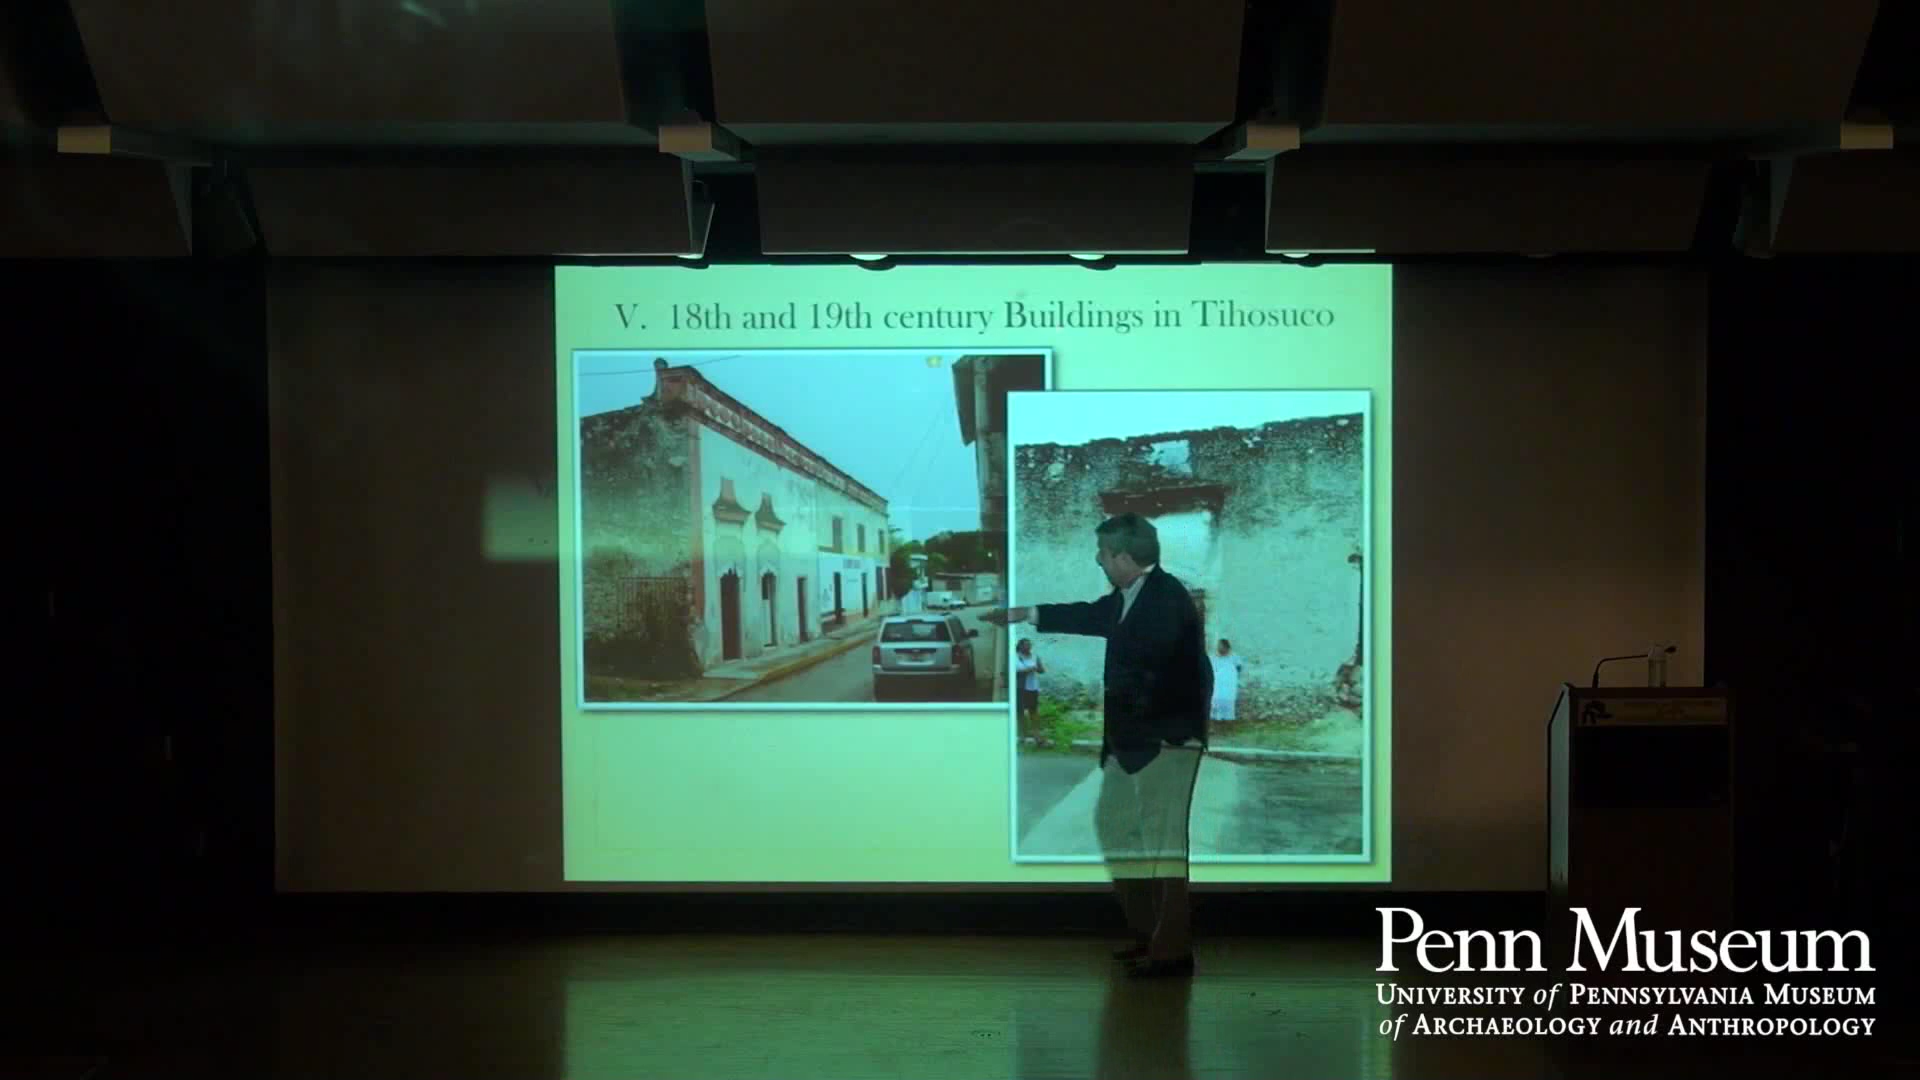 V. 18th and 19th century Buildings in Tihosuco
Penn Museum
UNIVERSITY of PENNSYLVANIA MUSEUM
of ARCHAEOLOGY and ANTHROPOLOGY